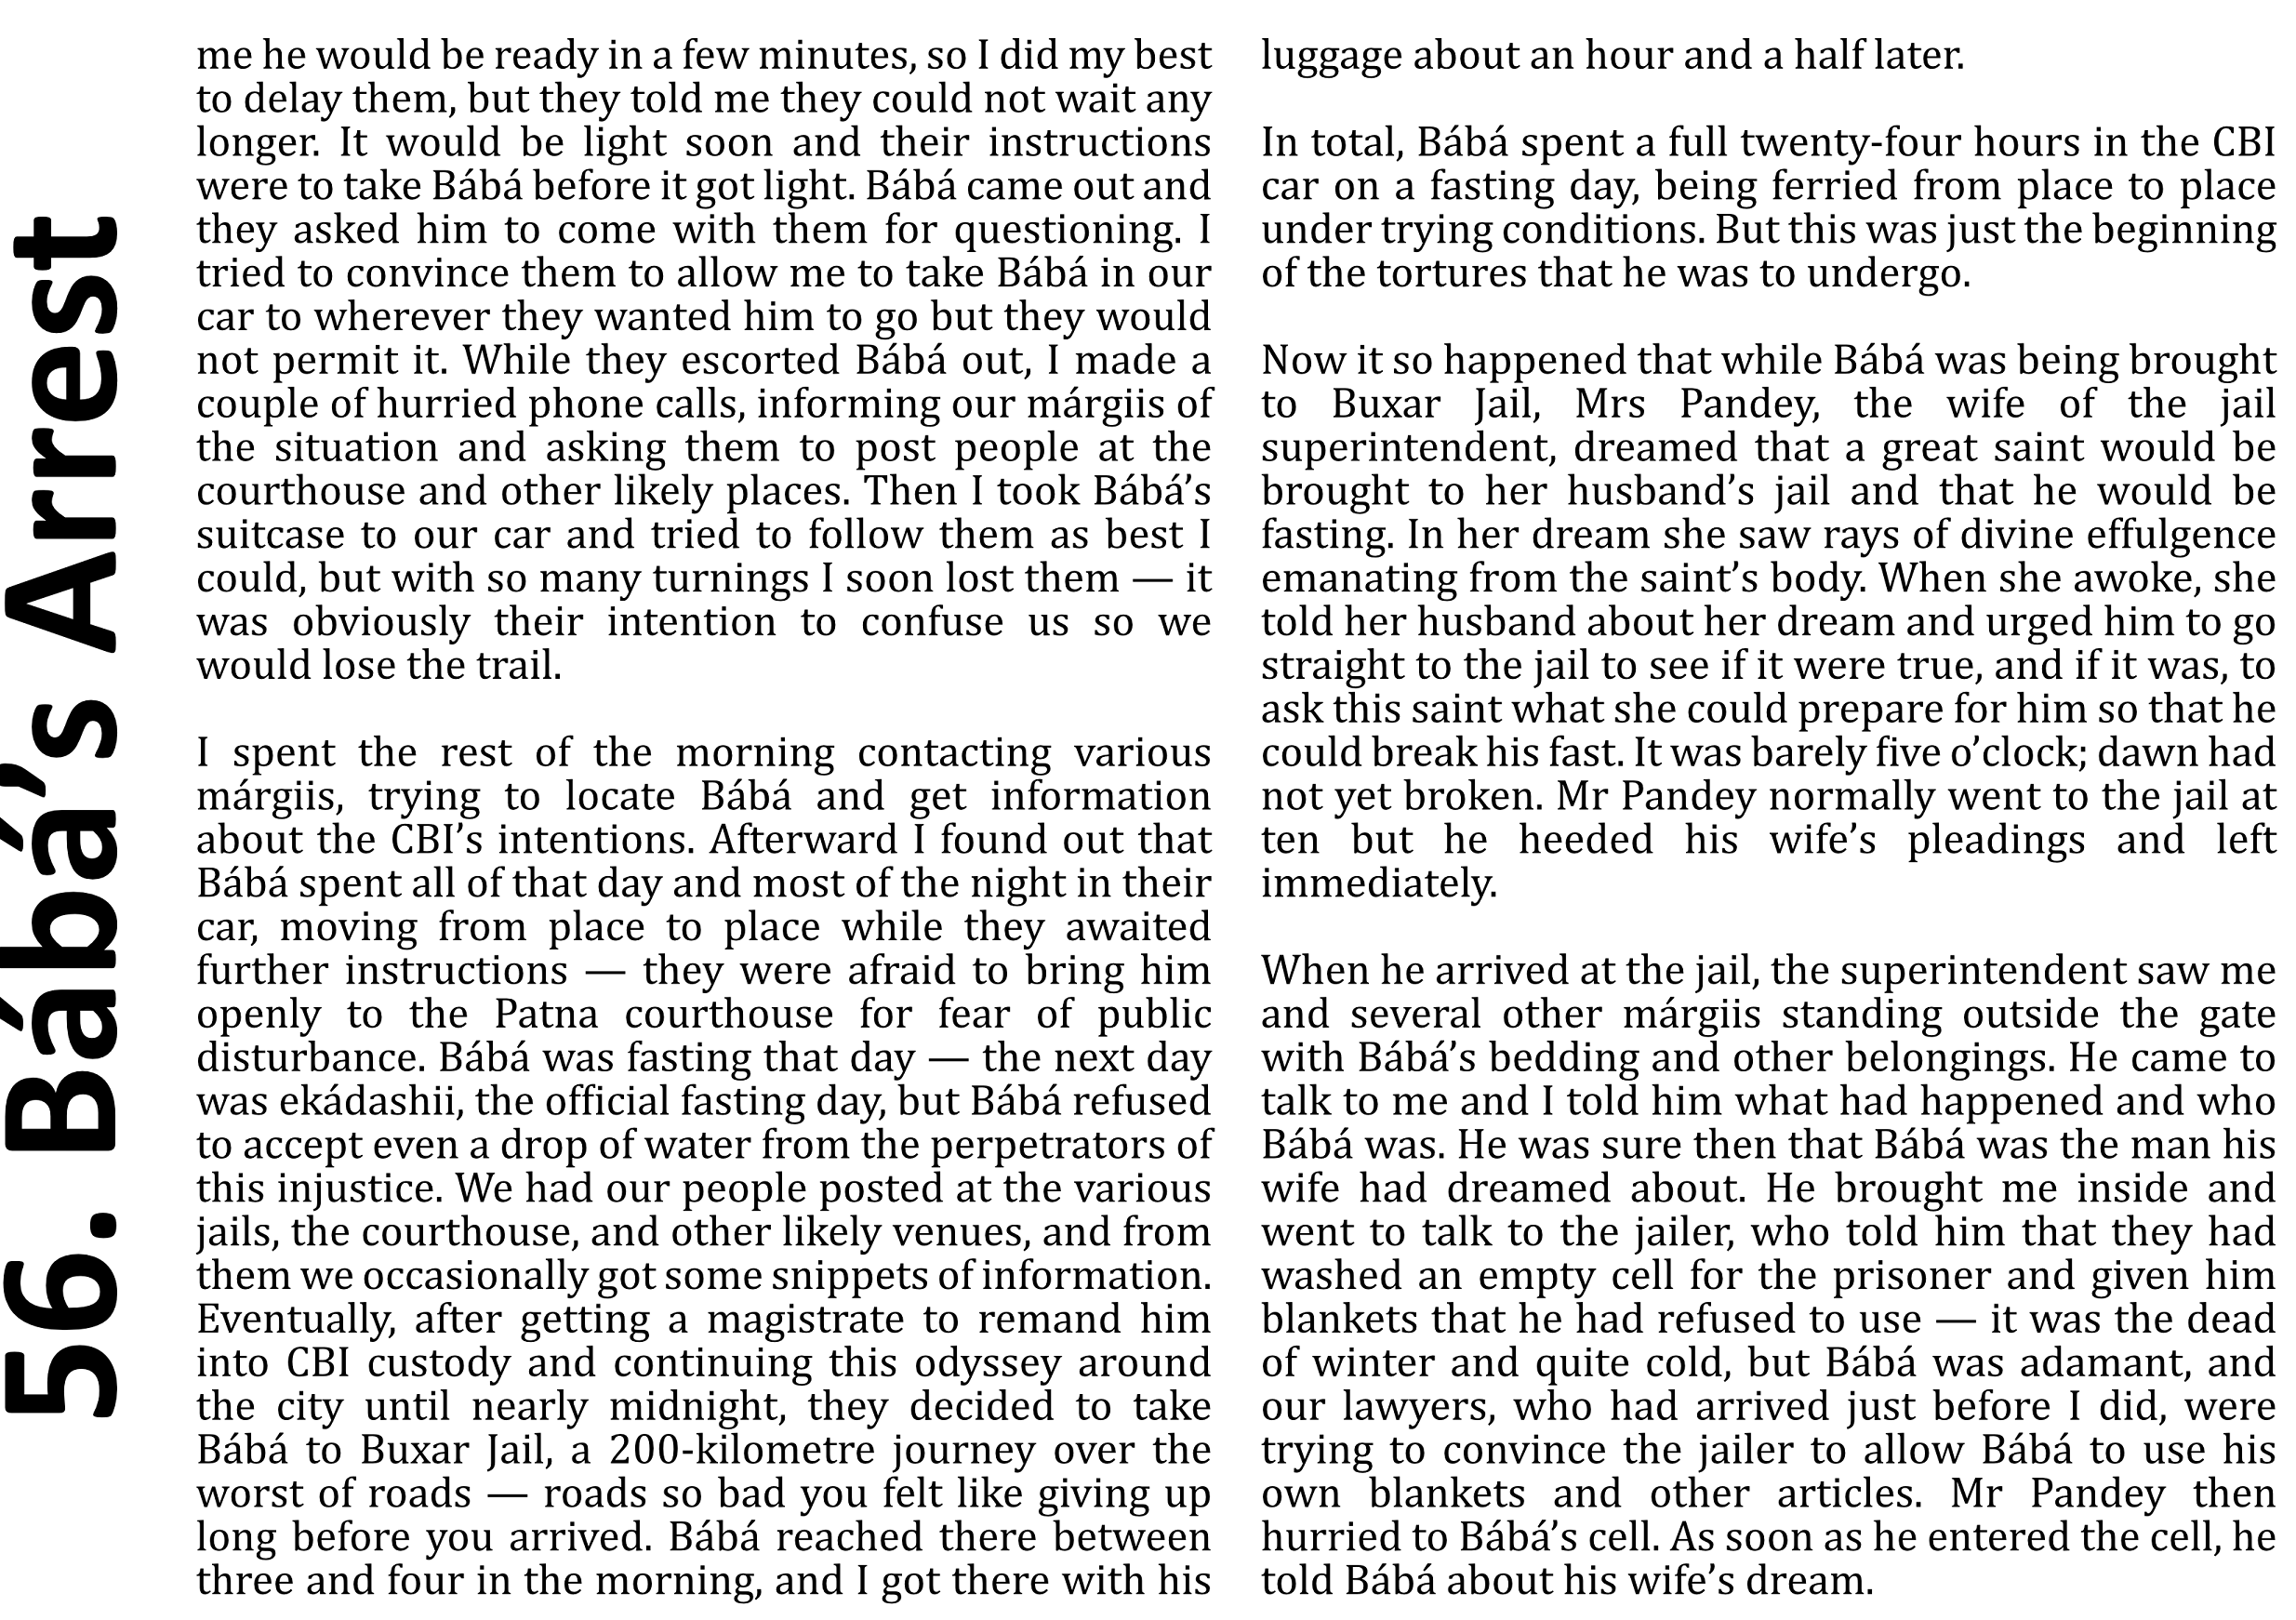 56. Bábá’s Arrest
me he would be ready in a few minutes, so I did my best
to delay them, but they told me they could not wait any
longer. It would be light soon and their instructions
were to take Bábá before it got light. Bábá came out and
they asked him to come with them for questioning. I
tried to convince them to allow me to take Bábá in our
car to wherever they wanted him to go but they would
not permit it. While they escorted Bábá out, I made a
couple of hurried phone calls, informing our márgiis of
the situation and asking them to post people at the
courthouse and other likely places. Then I took Bábá’s
suitcase to our car and tried to follow them as best I
could, but with so many turnings I soon lost them — it
was obviously their intention to confuse us so we
would lose the trail.
I spent the rest of the morning contacting various
márgiis, trying to locate Bábá and get information
about the CBI’s intentions. Afterward I found out that
Bábá spent all of that day and most of the night in their
car, moving from place to place while they awaited
further instructions — they were afraid to bring him
openly to the Patna courthouse for fear of public
disturbance. Bábá was fasting that day — the next day
was ekádashii, the official fasting day, but Bábá refused
to accept even a drop of water from the perpetrators of
this injustice. We had our people posted at the various
jails, the courthouse, and other likely venues, and from
them we occasionally got some snippets of information.
Eventually, after getting a magistrate to remand him
into CBI custody and continuing this odyssey around
the city until nearly midnight, they decided to take
Bábá to Buxar Jail, a 200-kilometre journey over the
worst of roads — roads so bad you felt like giving up
long before you arrived. Bábá reached there between
three and four in the morning, and I got there with his
luggage about an hour and a half later.
In total, Bábá spent a full twenty-four hours in the CBI
car on a fasting day, being ferried from place to place
under trying conditions. But this was just the beginning
of the tortures that he was to undergo.
Now it so happened that while Bábá was being brought
to Buxar Jail, Mrs Pandey, the wife of the jail
superintendent, dreamed that a great saint would be
brought to her husband’s jail and that he would be
fasting. In her dream she saw rays of divine effulgence
emanating from the saint’s body. When she awoke, she
told her husband about her dream and urged him to go
straight to the jail to see if it were true, and if it was, to
ask this saint what she could prepare for him so that he
could break his fast. It was barely five o’clock; dawn had
not yet broken. Mr Pandey normally went to the jail at
ten but he heeded his wife’s pleadings and left
immediately.
When he arrived at the jail, the superintendent saw me
and several other márgiis standing outside the gate
with Bábá’s bedding and other belongings. He came to
talk to me and I told him what had happened and who
Bábá was. He was sure then that Bábá was the man his
wife had dreamed about. He brought me inside and
went to talk to the jailer, who told him that they had
washed an empty cell for the prisoner and given him
blankets that he had refused to use — it was the dead
of winter and quite cold, but Bábá was adamant, and
our lawyers, who had arrived just before I did, were
trying to convince the jailer to allow Bábá to use his
own blankets and other articles. Mr Pandey then
hurried to Bábá’s cell. As soon as he entered the cell, he
told Bábá about his wife’s dream.